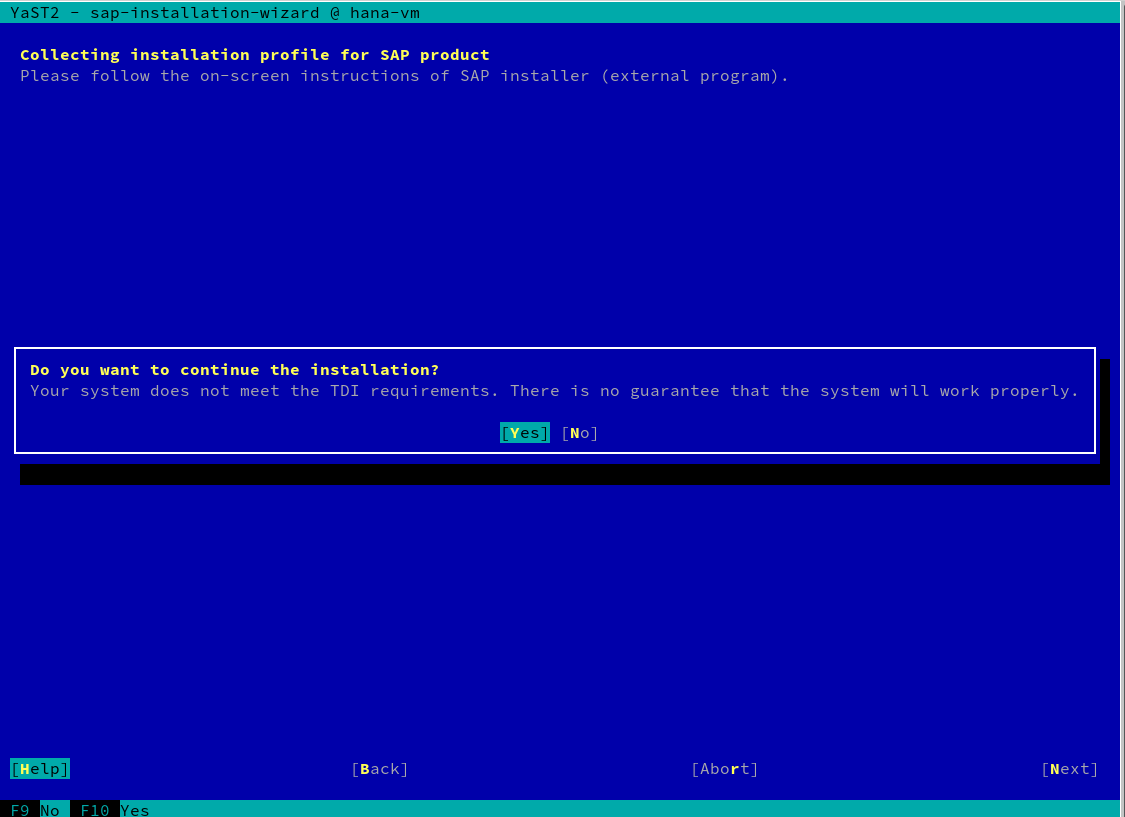 YaST2 - sap-installation-wizard @ hana-vm
Collecting installation profile for SAP product
Please follow the on-screen instructions of SAP installer (external program).
Do you want to continue the installation?
Your system does not meet the TDI requirements. There is no guarantee that the system will work properly.
[Yes] [No]
[Help] [Back] [Abort] [Next]
F9 No F10 Yes